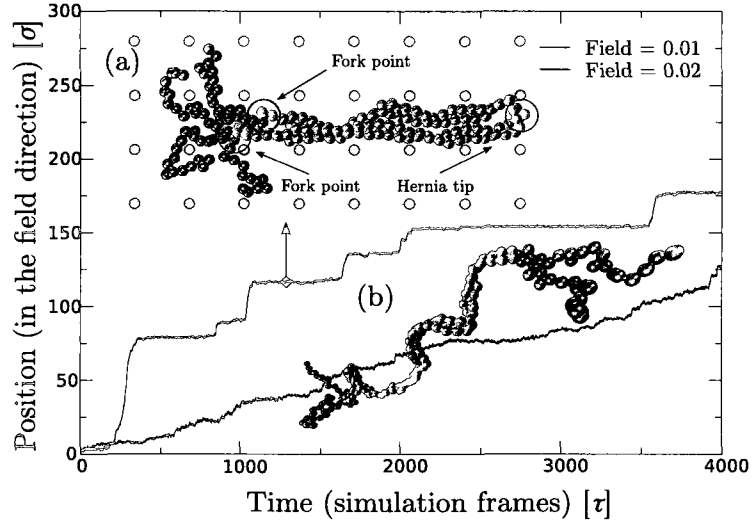 Position (in the field direction) [σ]
300
250
200
150
100
50
0
(a)
Fork point
Field = 0.01
Field = 0.02
Fork point
Hernia tip
(b)
0 1000 2000 3000 4000
Time (simulation frames) [τ]